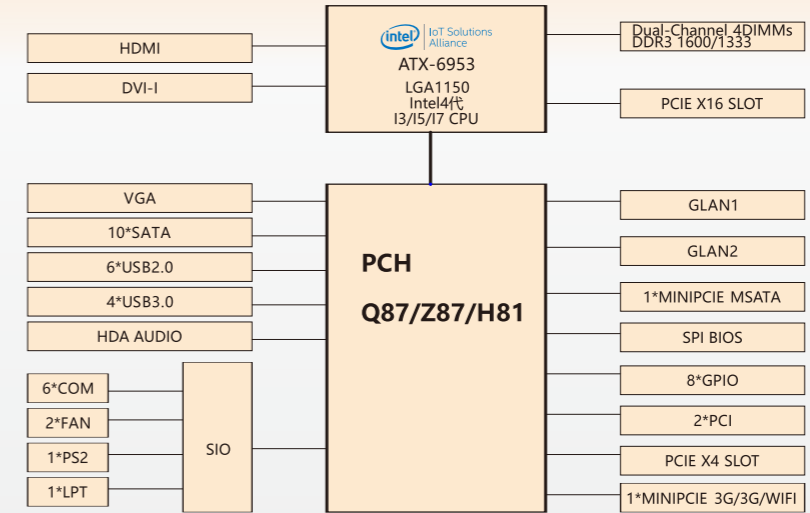 HDMI
DVI-I
intel
IoT Solutions
Alliance
ATX-6953
LGA1150
Intel4代
I3/I5/I7 CPU
Dual-Channel 4DIMMs
DDR3 1600/1333
PCIE X16 SLOT
VGA
10*SATA
6*USB2.0
4*USB3.0
HDA AUDIO
6*COM
2*FAN
1*PS2
1*LPT
SIO
PCH
Q87/Z87/H81
GLAN1
GLAN2
1*MINIPCIE MSATA
SPI BIOS
8*GPIO
2*PCI
PCIE X4 SLOT
1*MINIPCIE 3G/3G/WIFI